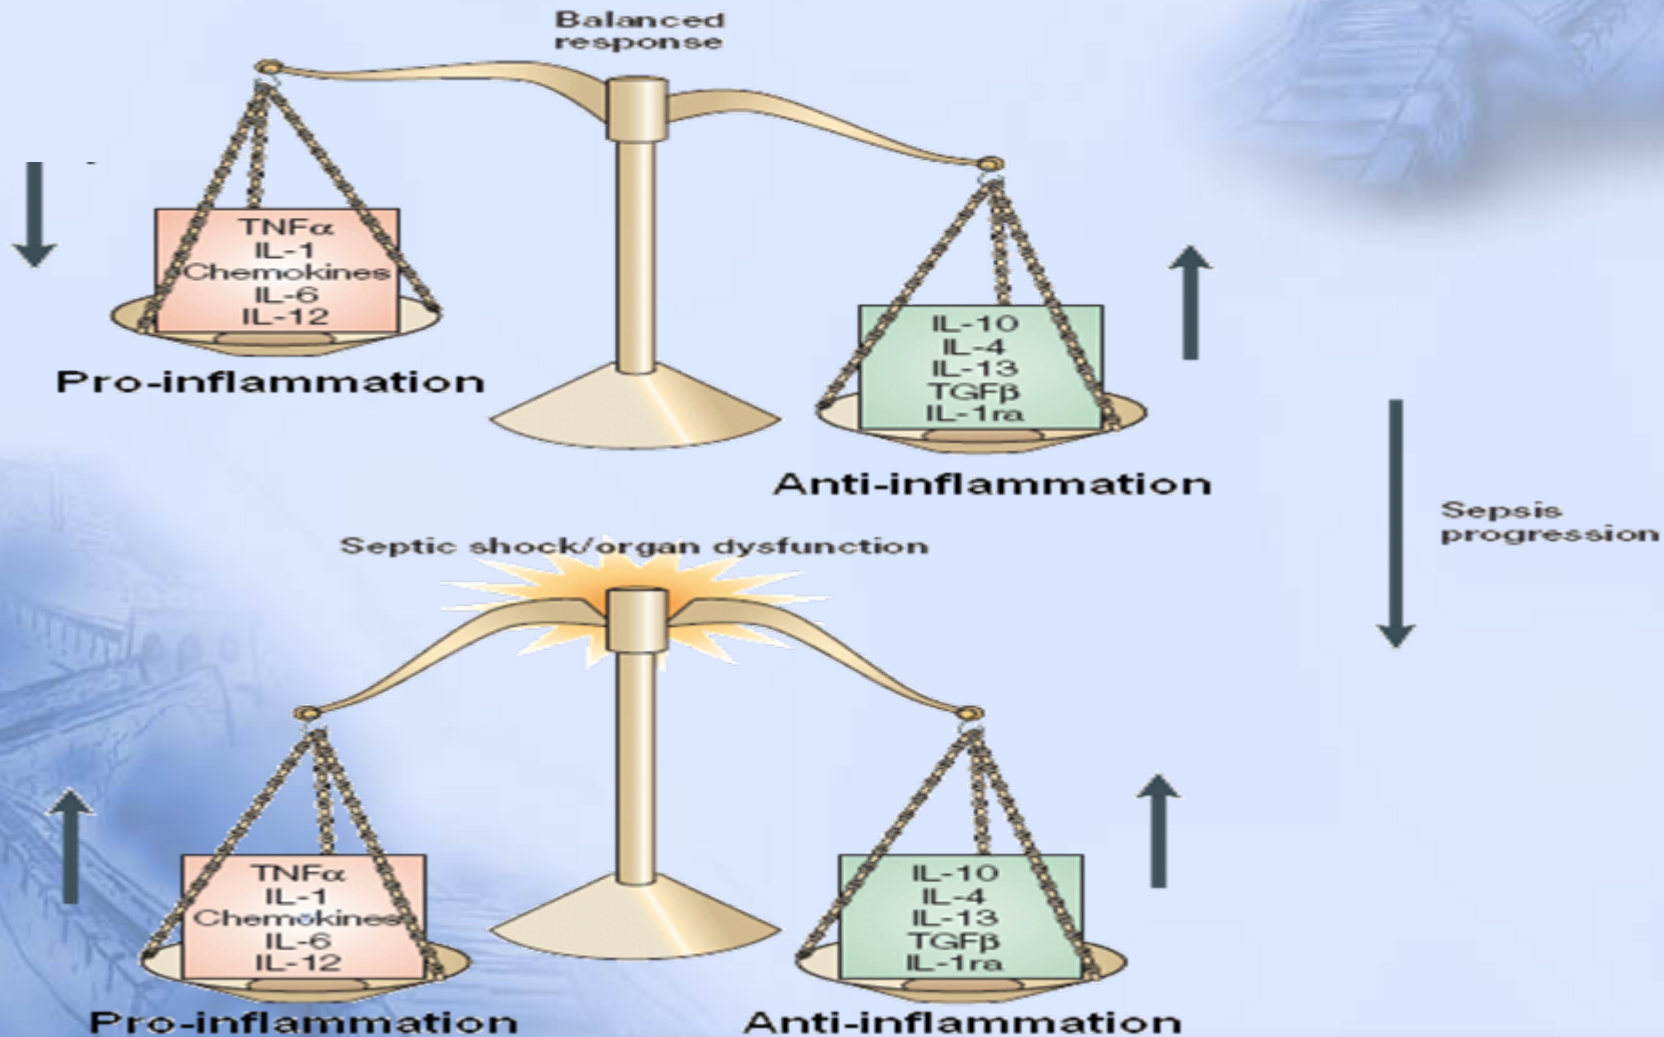 Balanced
response
TNFα
IL-1
Chemokines
IL-6
IL-12
Pro-inflammation
IL-10
IL-4
IL-13
TGFβ
IL-1ra
Anti-inflammation
Sepsis
progression
Septic shock/organ dysfunction
TNFα
IL-1
Chemokines
IL-6
IL-12
Pro-inflammation
IL-10
IL-4
IL-13
TGFβ
IL-1ra
Anti-inflammation